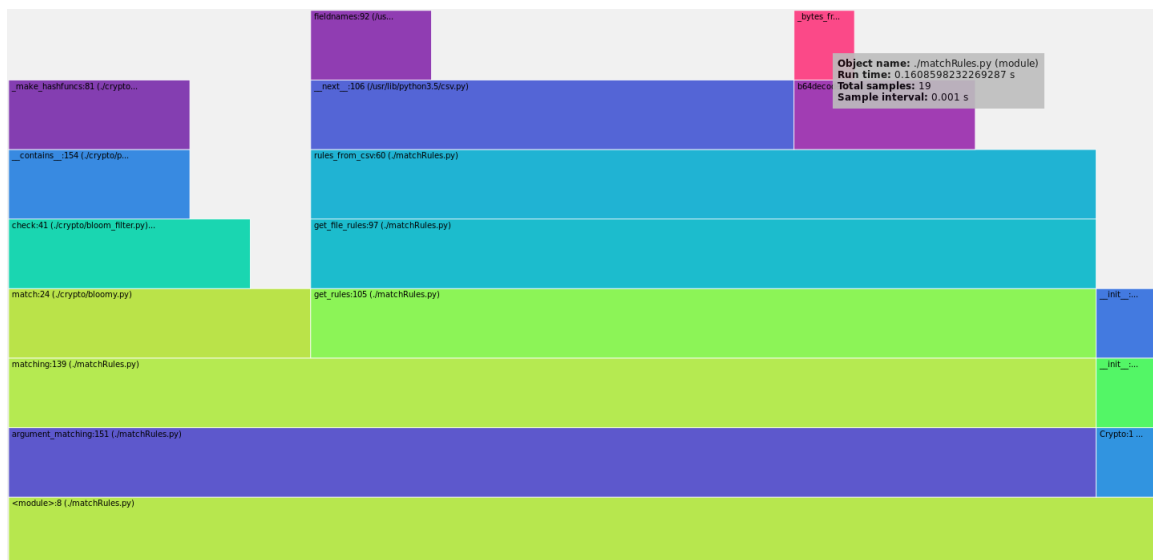 fieldnames:92 (/us...
_bytes_fr...
Object name: ./matchRules.py (module)
Run time: 0.1608598232269287 s
Total samples: 19
Sample interval: 0.001 s
_make_hashfuncs:81 (./crypto...
__next__:106 (/usr/lib/python3.5/csv.py)
__contains__:154 (./crypto/p...
rules_from_csv:60 (./matchRules.py)
check:41 (./crypto/bloom_filter.py)...
get_file_rules:97 (./matchRules.py)
match:24 (./crypto/bloomy.py)
get_rules:105 (./matchRules.py)
__init__:...
matching:139 (./matchRules.py)
__init__:...
argument_matching:151 (./matchRules.py)
Crypto:1 ...
<module>:8 (./matchRules.py)